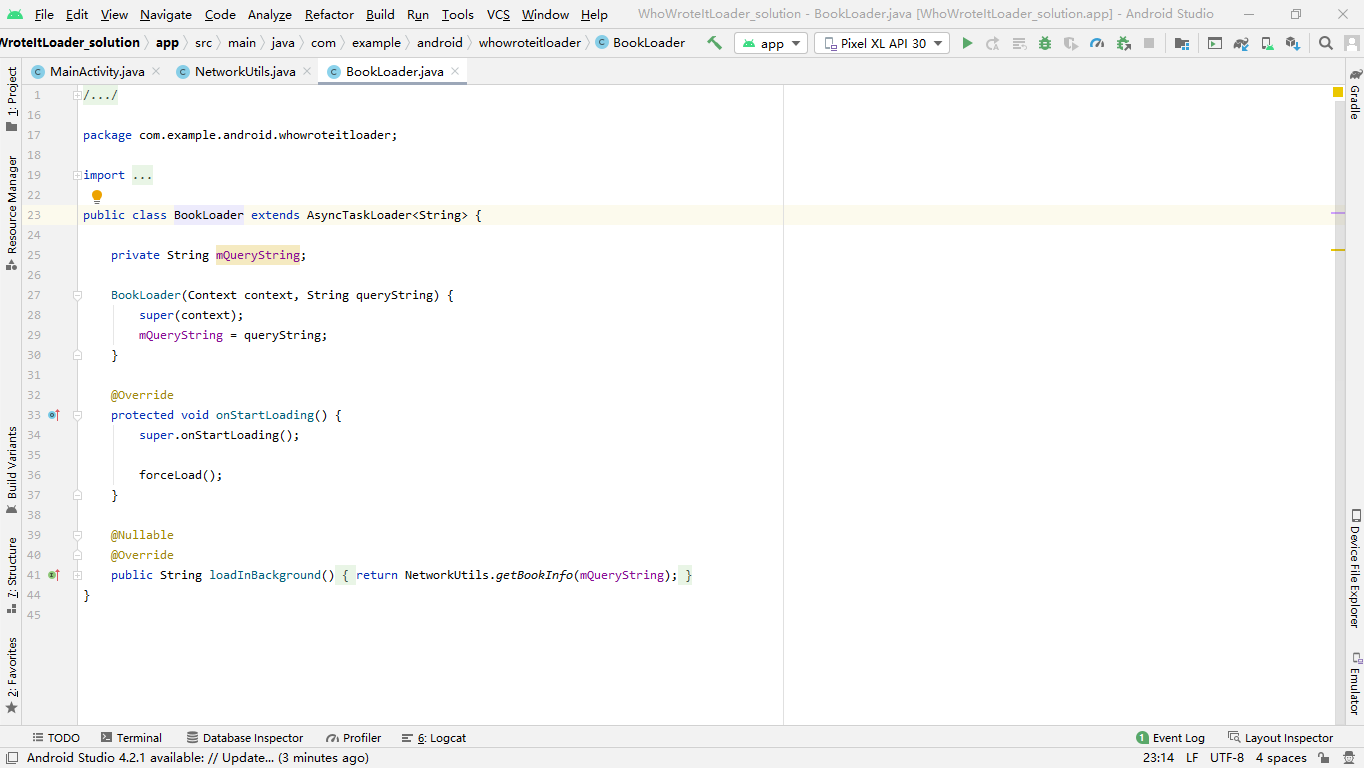 File Edit View Navigate Code Analyze Refactor Build Run Tools VCS Window Help WhoWroteItLoader_solution - BookLoader.java [WhoWroteItLoader_solution.app] - Android Studio
WroteItLoader_solution app src main java com example android whowroteitloader BookLoader app Pixel XL API 30
MainActivity.java NetworkUtils.java BookLoader.java
1 /.../
16
17 package com.example.android.whowroteitloader;
18
19 import ...
22
23 public class BookLoader extends AsyncTaskLoader<String> {
24
25 private String mQueryString;
26
27 BookLoader(Context context, String queryString) {
28 super(context);
29 mQueryString = queryString;
30 }
31
32 @Override
33 protected void onStartLoading() {
34 super.onStartLoading();
35
36 forceLoad();
37 }
38
39 @Nullable
40 @Override
41 public String loadInBackground() { return NetworkUtils.getBookInfo(mQueryString); }
44 }
45
1: Project
Resource Manager
Build Variants
7: Structure
2: Favorites
Gradle
Device File Explorer
Emulator
TODO Terminal Database Inspector Profiler 6: Logcat 1 Event Log Layout Inspector
Android Studio 4.2.1 available: // Update... (3 minutes ago) 23:14 LF UTF-8 4 spaces